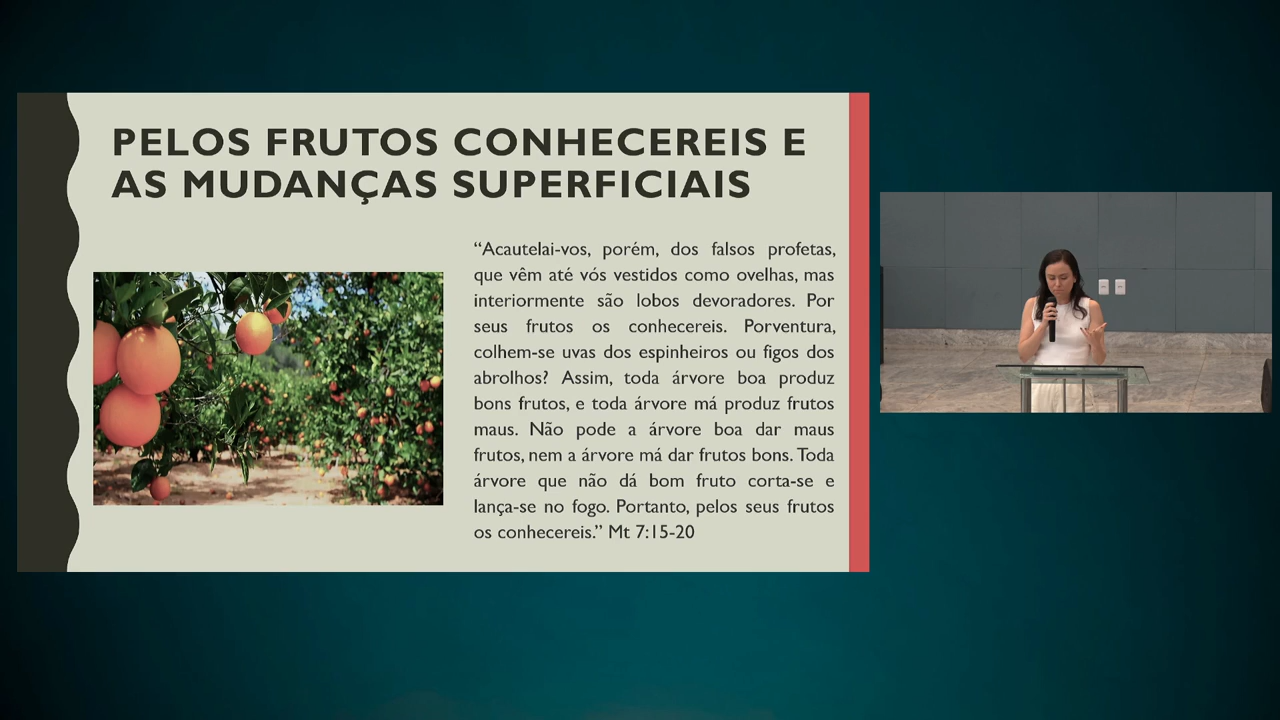 PELOS FRUTOS CONHECEREIS E
AS MUDANÇAS SUPERFICIAIS
“Acautelai-vos, porém, dos falsos profetas,
que vêm até vós vestidos como ovelhas, mas
interiormente são lobos devoradores. Por
seus frutos os conhecereis. Porventura,
colhem-se uvas dos espinheiros ou figos dos
abrolhos? Assim, toda árvore boa produz
bons frutos, e toda árvore má produz frutos
maus. Não pode a árvore boa dar maus
frutos, nem a árvore má dar frutos bons. Toda
árvore que não dá bom fruto corta-se e
lança-se no fogo. Portanto, pelos seus frutos
os conhecereis.” Mt 7:15-20